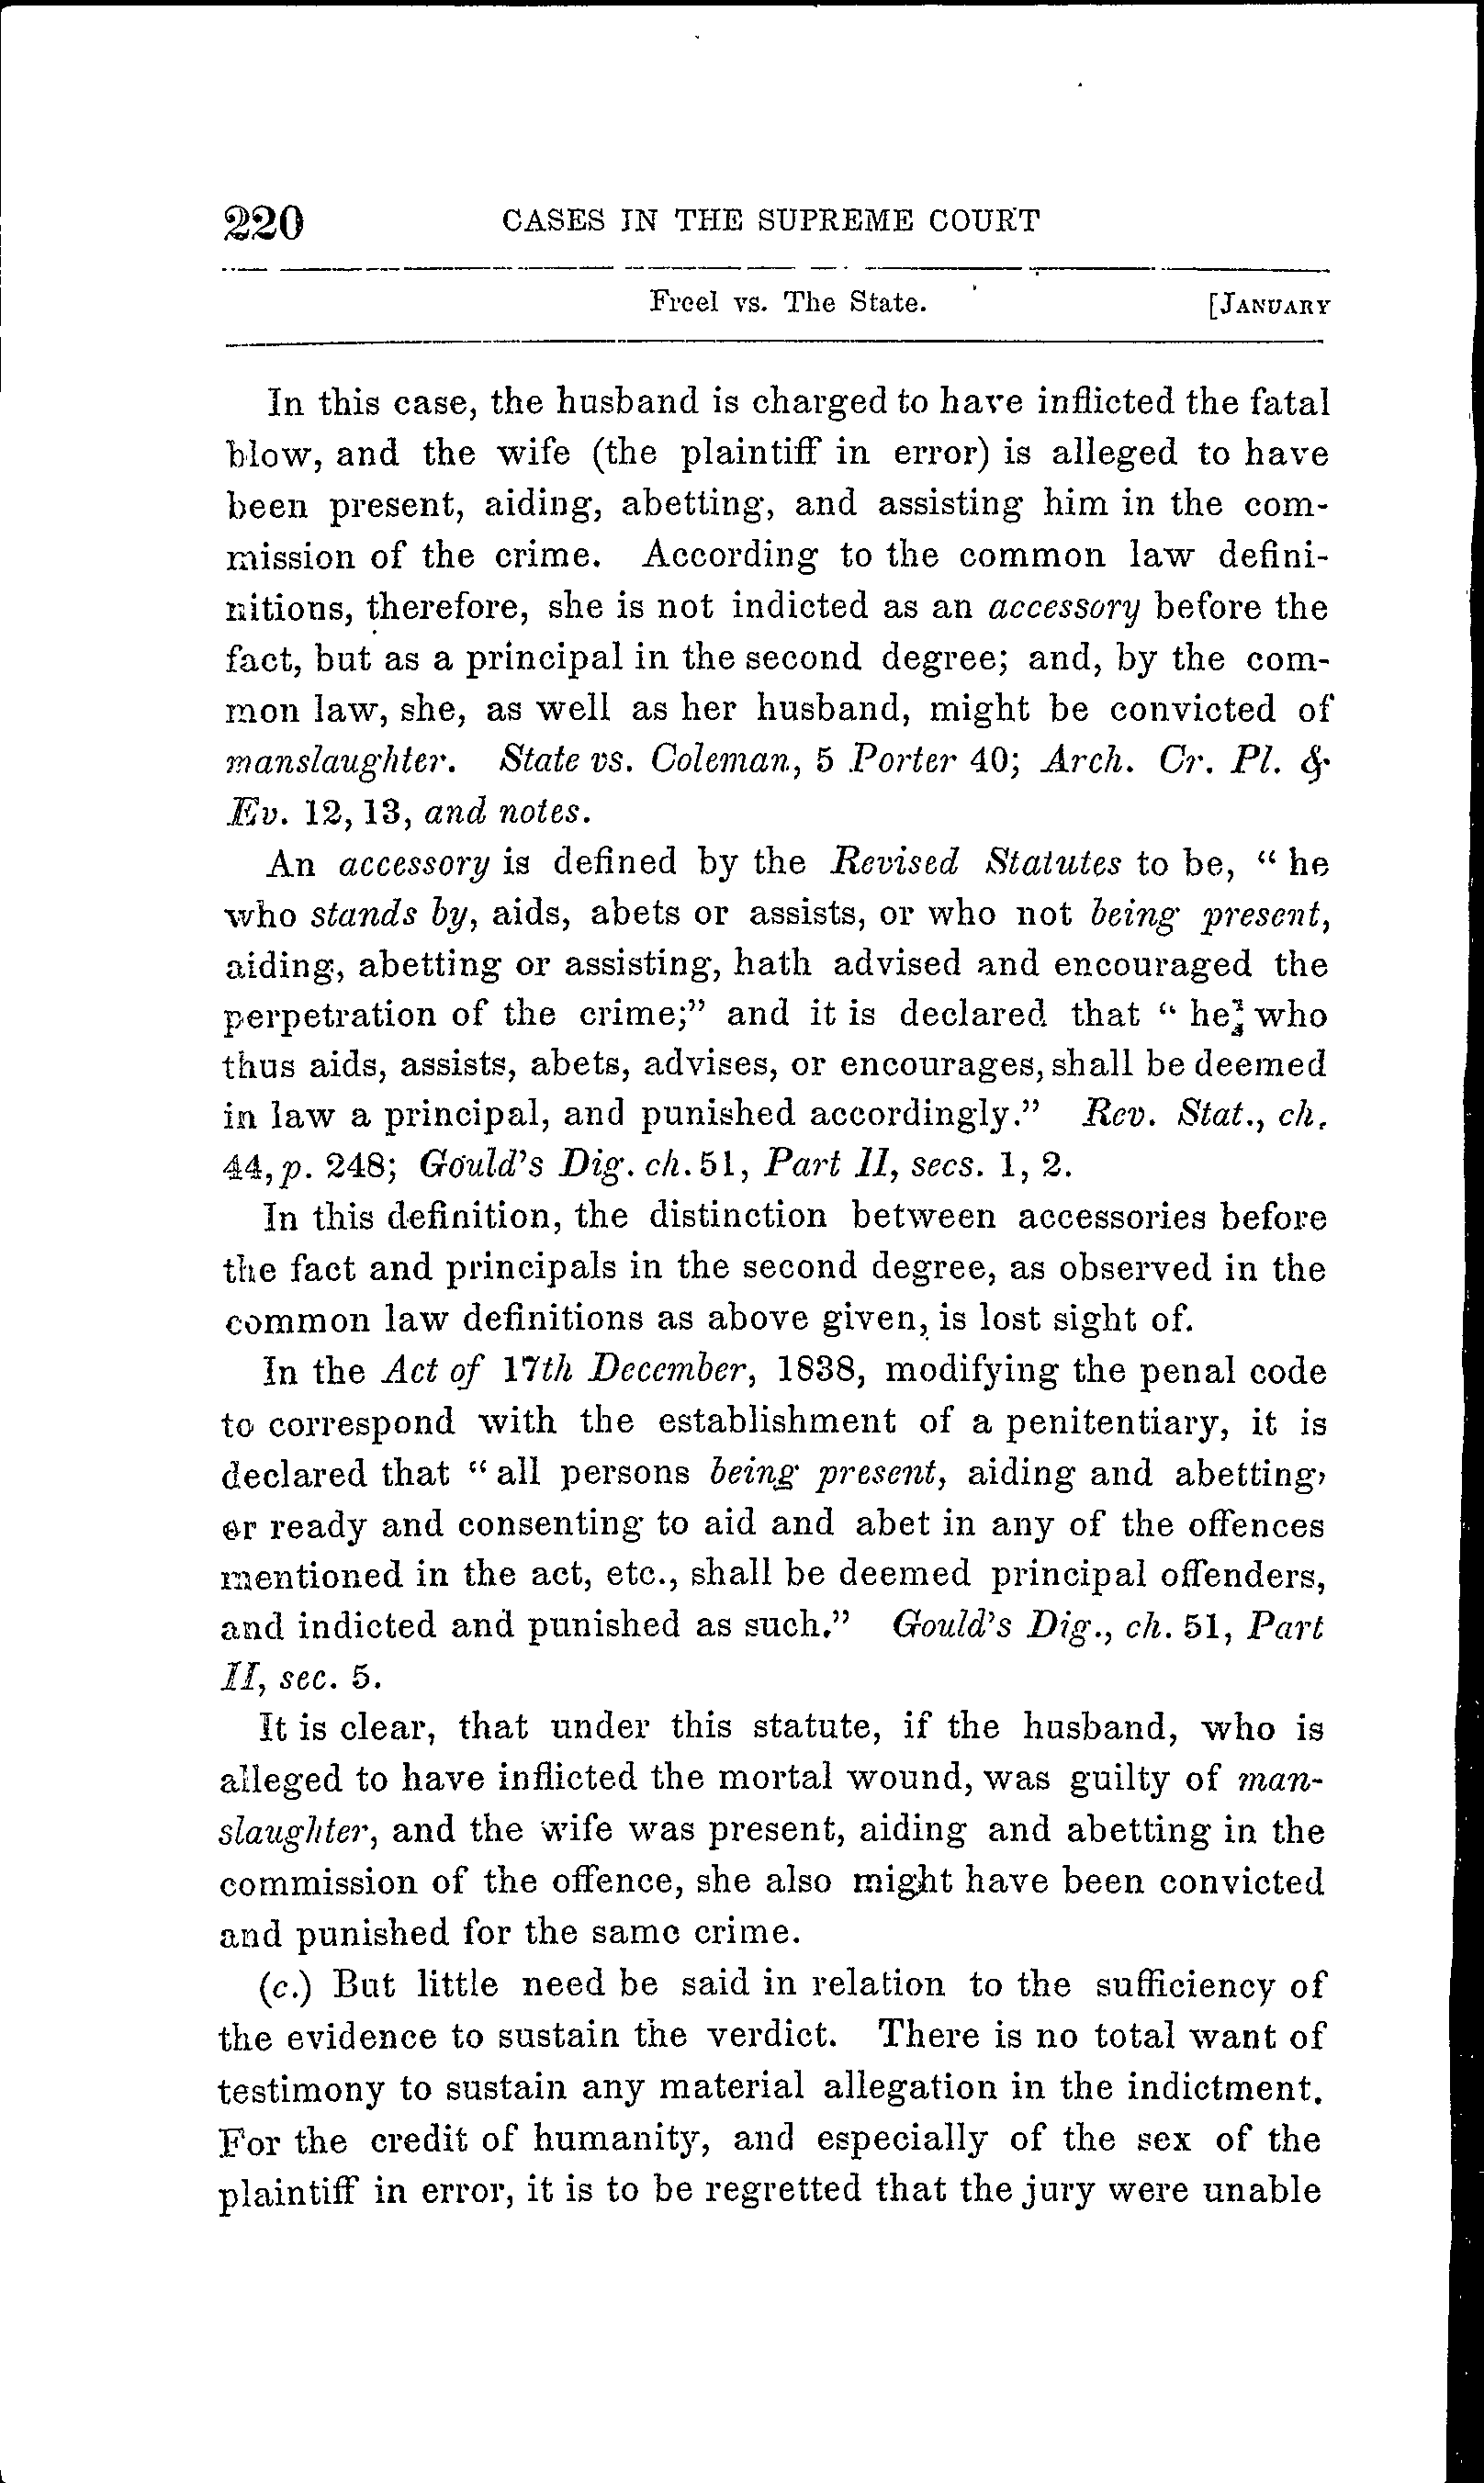 220 CASES IN THE SUPREME COURT
Freel vs. The State. [JANUARY
In this case, the husband is charged to have inflicted the fatal
blow, and the wife (the plaintiff in error) is alleged to have
been present, aiding, abetting, and assisting him in the com-
mission of the crime. According to the common law defini-
nitions, therefore, she is not indicted as an accessory before the
fact, but as a principal in the second degree; and, by the com-
mon law, she, as well as her husband, might be convicted of
manslaughter. State vs. Coleman, 5 Porter 40; Arch. Cr. Pl. &
Ev. 12, 13, and notes.
An accessory is defined by the Revised Statutes to be, " he
who stands by, aids, abets or assists, or who not being present,
aiding, abetting or assisting, hath advised and encouraged the
perpetration of the crime;" and it is declared that " he who
thus aids, assists, abets, advises, or encourages, shall be deemed
in law a principal, and punished accordingly." Rev. Stat., ch.
44, p. 248; Gould's Dig. ch. 51, Part II, secs. 1, 2.
In this definition, the distinction between accessories before
the fact and principals in the second degree, as observed in the
common law definitions as above given, is lost sight of.
In the Act of 17th December, 1838, modifying the penal code
to correspond with the establishment of a penitentiary, it is
declared that " all persons being present, aiding and abetting,
or ready and consenting to aid and abet in any of the offences
mentioned in the act, etc., shall be deemed principal offenders,
and indicted and punished as such." Gould's Dig., ch. 51, Part
II, sec. 5.
It is clear, that under this statute, if the husband, who is
alleged to have inflicted the mortal wound, was guilty of man-
slaughter, and the wife was present, aiding and abetting in the
commission of the offence, she also might have been convicted
and punished for the same crime.
(c.) But little need be said in relation to the sufficiency of
the evidence to sustain the verdict. There is no total want of
testimony to sustain any material allegation in the indictment.
For the credit of humanity, and especially of the sex of the
plaintiff in error, it is to be regretted that the jury were unable